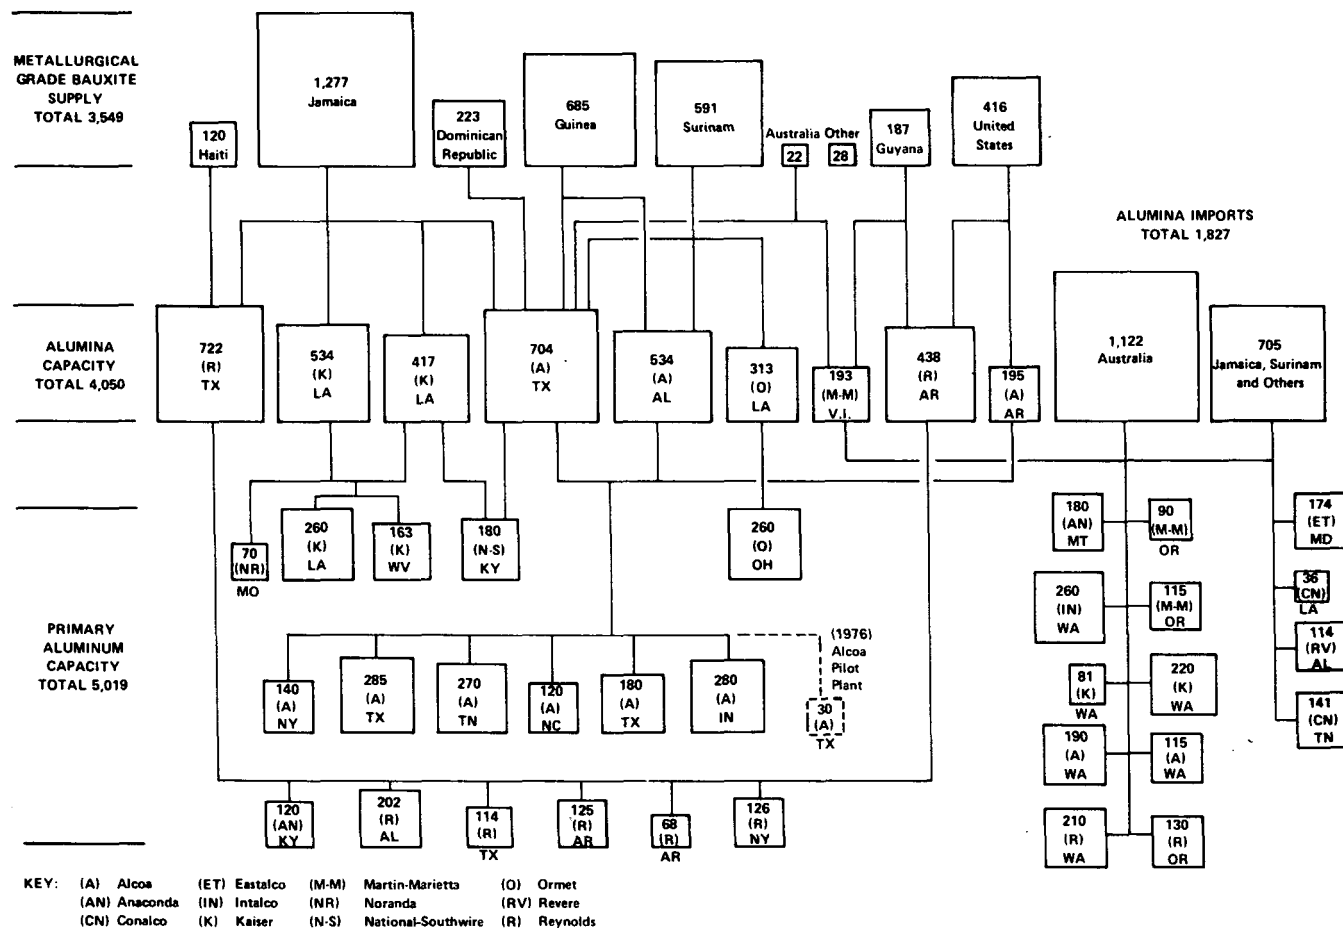 METALLURGICAL
GRADE BAUXITE
SUPPLY
TOTAL 3,549
120
Haiti
1,277
Jamaica
223
Dominican
Republic
685
Guinea
591
Surinam
Australia Other
22
28
187
Guyana
416
United
States
ALUMINA IMPORTS
TOTAL 1,827
ALUMINA
CAPACITY
TOTAL 4,050
722
(R)
TX
534
(K)
LA
417
(K)
LA
704
(A)
TX
534
(A)
AL
313
(O)
LA
193
(M-M)
V.I.
438
(R)
AR
195
(A)
AR
1,122
Australia
705
Jamaica, Surinam
and Others
PRIMARY
ALUMINUM
CAPACITY
TOTAL 5,019
70
(NR)
MO
260
(K)
LA
163
(K)
WV
180
(N-S)
KY
260
(O)
OH
180
(AN)
MT
90
(M-M)
OR
174
(ET)
MD
260
(IN)
WA
115
(M-M)
OR
36
(CN)
LA
114
(RV)
AL
81
(K)
WA
220
(K)
WA
141
(CN)
TN
190
(A)
WA
115
(A)
WA
210
(R)
WA
130
(R)
OR
140
(A)
NY
285
(A)
TX
270
(A)
TN
120
(A)
NC
180
(A)
TX
280
(A)
IN
(1976)
Alcoa
Pilot
Plant
30
(A)
TX
120
(AN)
KY
202
(R)
AL
114
(R)
TX
125
(R)
AR
68
(R)
AR
126
(R)
NY
KEY: (A) Alcoa (ET) Eastalco (M-M) Martin-Marietta (O) Ormet
(AN) Anaconda (IN) Intalco (NR) Noranda (RV) Revere
(CN) Conalco (K) Kaiser (N-S) National-Southwire (R) Reynolds